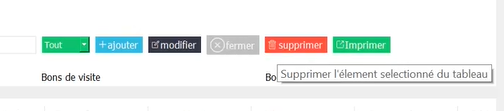 Tout ajouter modifier fermer supprimer Imprimer
Bons de visite Bo
Supprimer l'élement selectionné du tableau